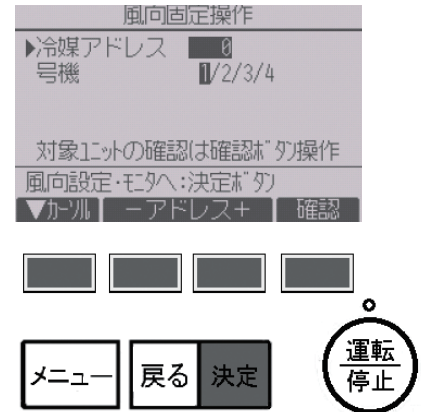 風向固定操作
▶冷媒アドレス 0
号機 1/2/3/4
対象ユニットの確認は確認ボタン操作
風向設定・モニタへ:決定ボタン
▼カーソル −アドレス+ 確認
メニュー 戻る 決定 運転
停止